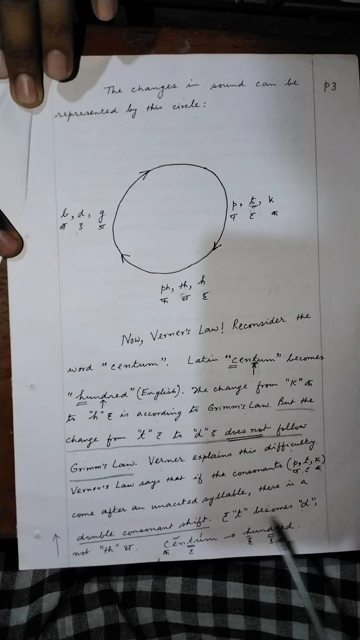 The changes in sound can be
P3
represented by this circle:
b, d, g
p, t, k
ph, th, h
Now, Verner's Law! Reconsider the
word "centum". Latin "centum" becomes
"hundred" (English). The change from "K" क
to "h" ह is according to Grimm's Law. But the
change from "t" ट to "d" ड does not follow
Grimm's Law. Verner explains this difficulty.
Verner's Law says that if the consonants (p, t, k)
come after an unaccented syllable, there is a
double consonant shift. ट "t" becomes "d",
not "th" थ. centum → hundred.